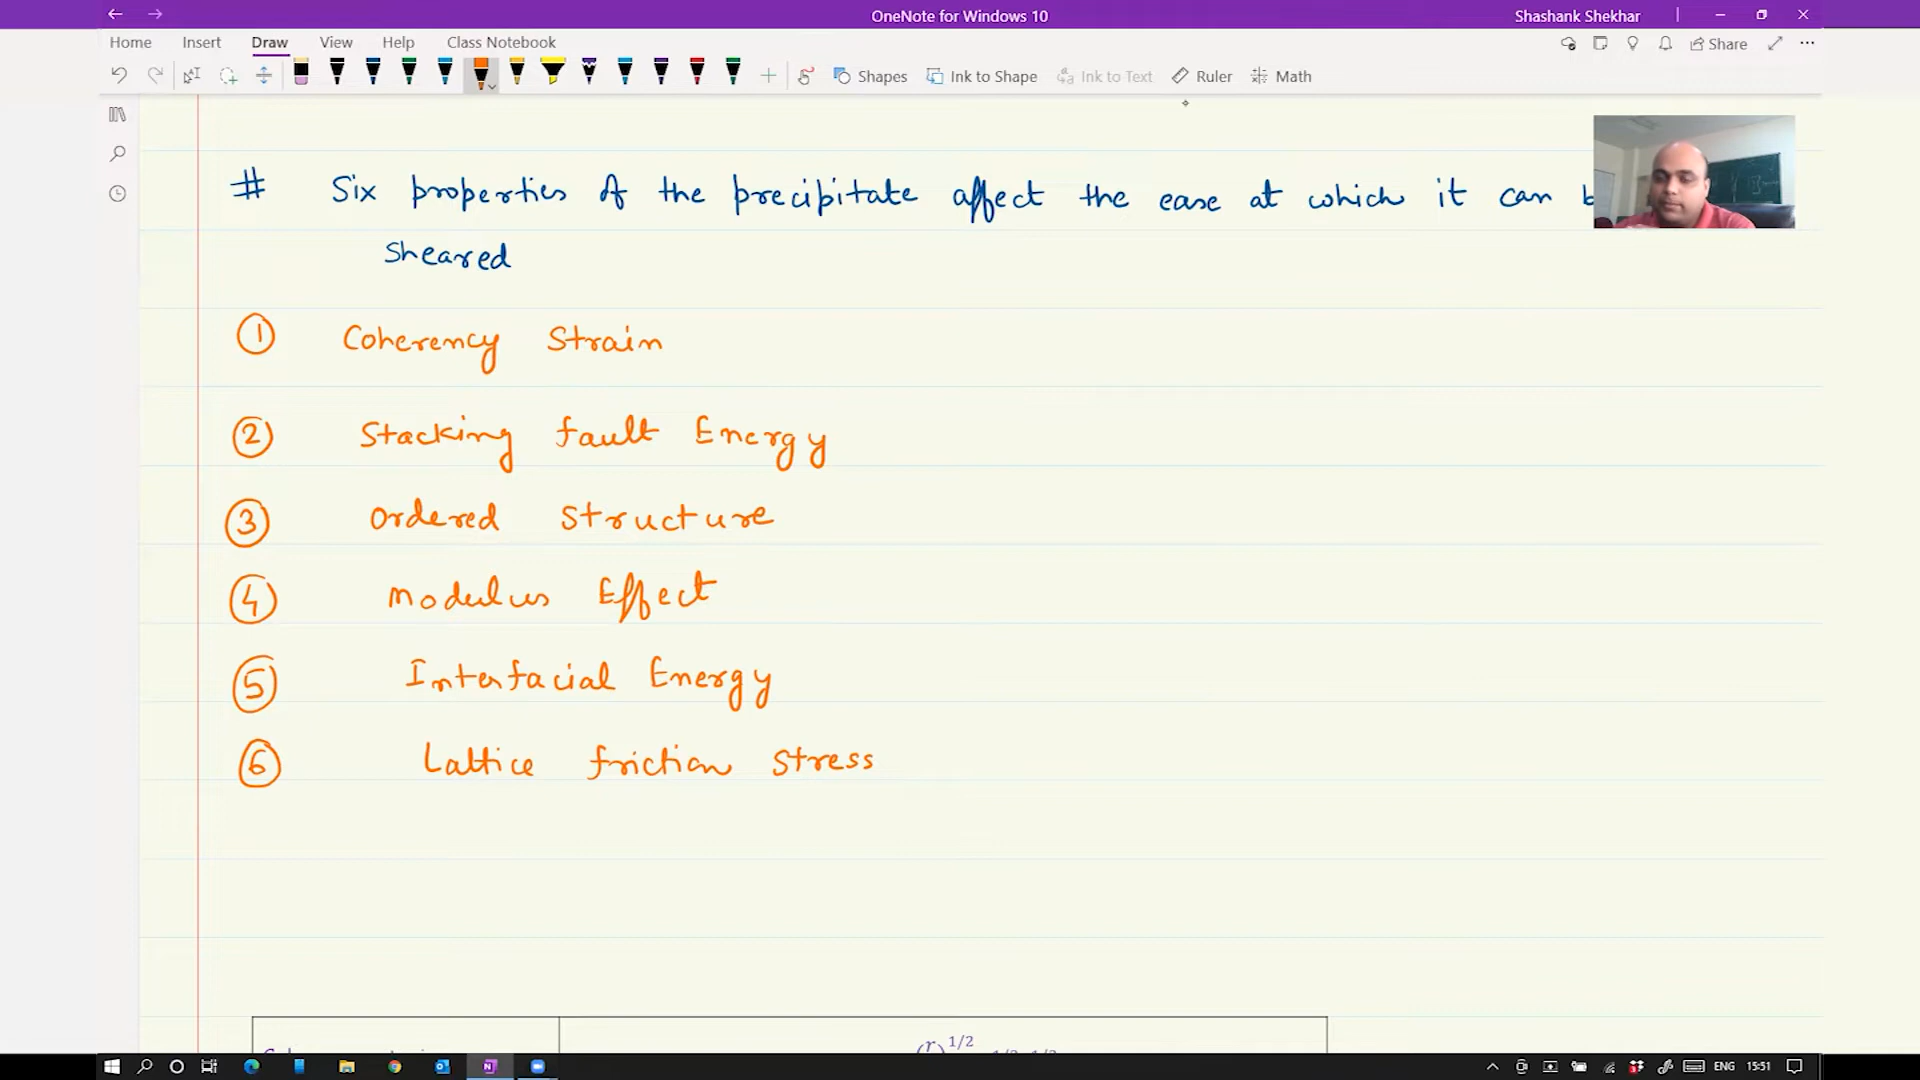 OneNote for Windows 10
Shashank Shekhar
Home Insert Draw View Help Class Notebook
Share
Shapes Ink to Shape Ink to Text Ruler Math
# Six properties of the precipitate affect the ease at which it can b
sheared
① Coherency Strain
② Stacking fault Energy
③ Ordered Structure
④ Modulus Effect
⑤ Interfacial Energy
⑥ Lattice friction stress
ENG 15:51